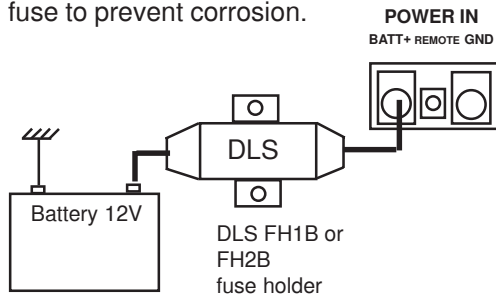 fuse to prevent corrosion.
POWER IN
BATT+ REMOTE GND
DLS
Battery 12V
DLS FH1B or
FH2B
fuse holder